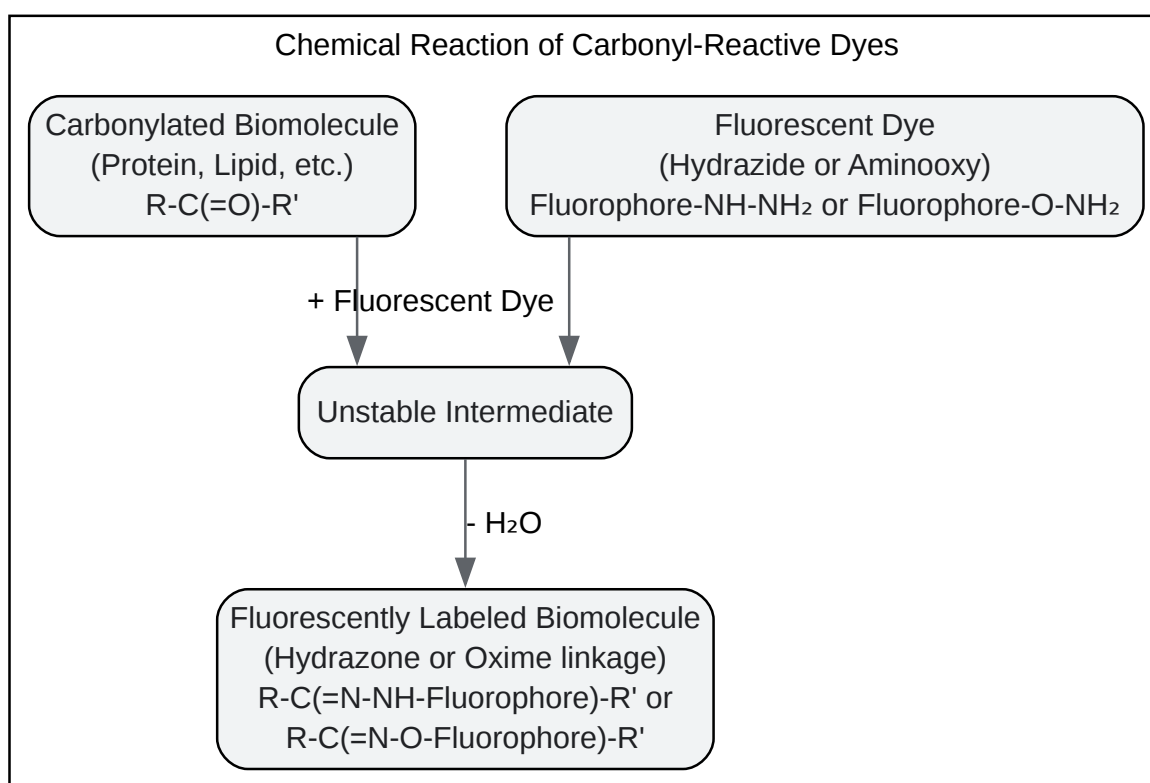 Chemical Reaction of Carbonyl-Reactive Dyes
Carbonylated Biomolecule
(Protein, Lipid, etc.)
R-C(=O)-R'
Fluorescent Dye
(Hydrazide or Aminooxy)
Fluorophore-NH-NH₂ or Fluorophore-O-NH₂
+ Fluorescent Dye
Unstable Intermediate
- H₂O
Fluorescently Labeled Biomolecule
(Hydrazone or Oxime linkage)
R-C(=N-NH-Fluorophore)-R' or
R-C(=N-O-Fluorophore)-R'